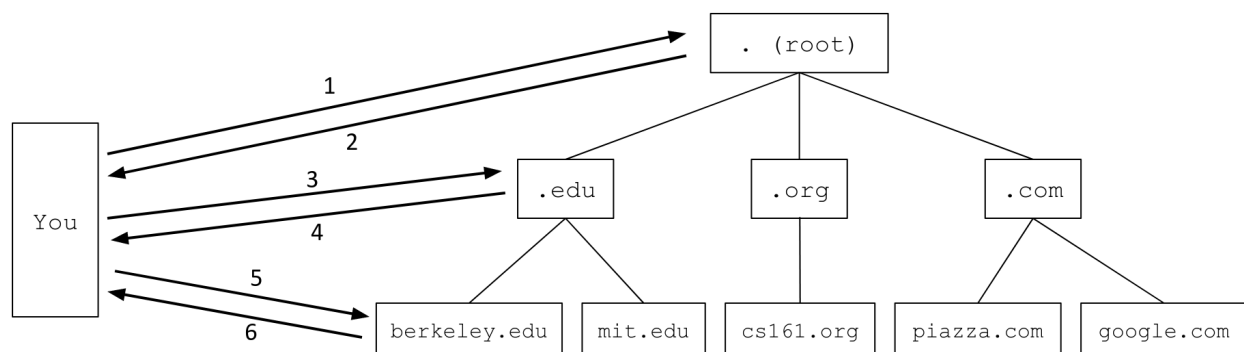 . (root)
1
2
3
.edu
.org
.com
You
4
5
6
berkeley.edu
mit.edu
cs161.org
piazza.com
google.com